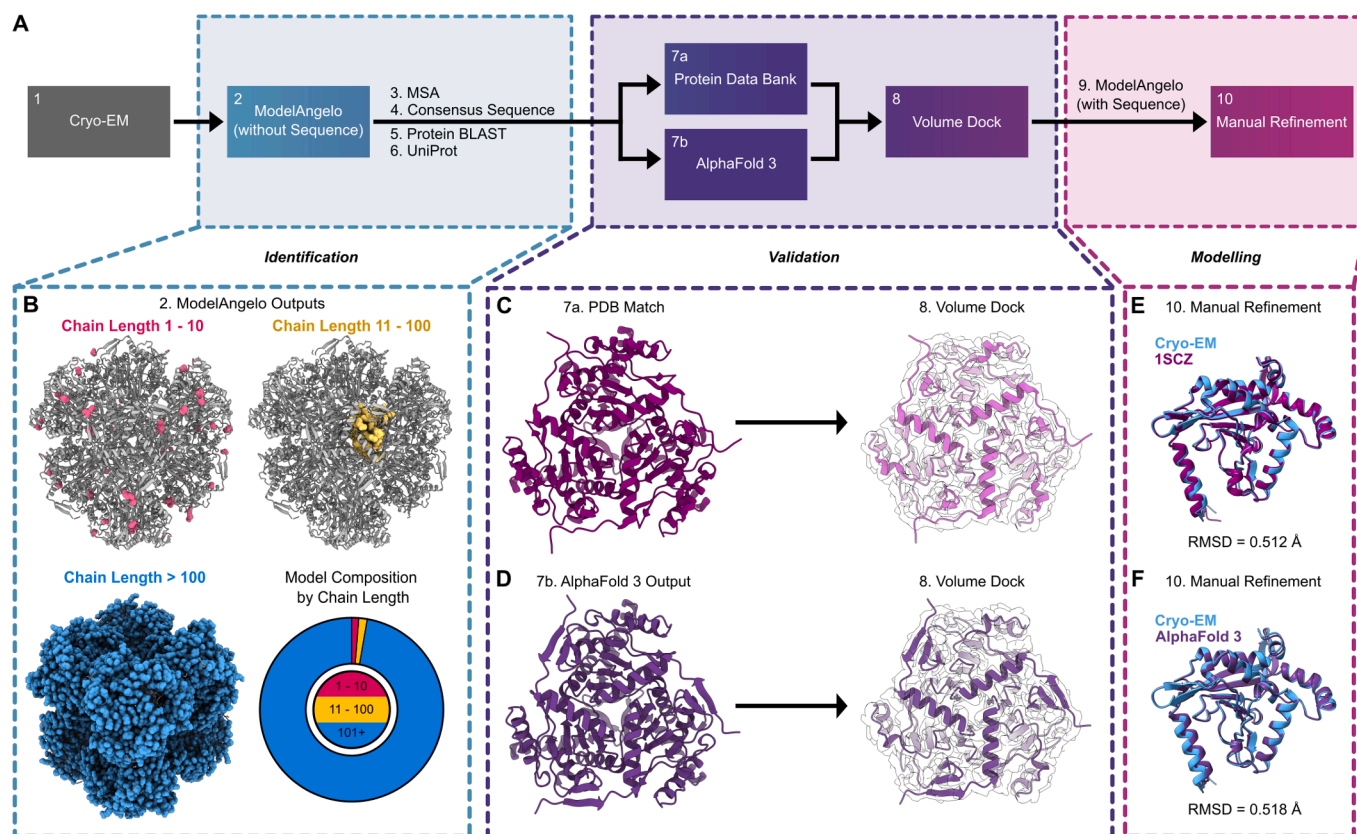 A
1
Cryo-EM
2
ModelAngelo
(without Sequence)
3. MSA
4. Consensus Sequence
5. Protein BLAST
6. UniProt
7a
Protein Data Bank
7b
AlphaFold 3
8
Volume Dock
9. ModelAngelo
(with Sequence)
10
Manual Refinement
Identification
Validation
Modelling
B
2. ModelAngelo Outputs
Chain Length 1 - 10
Chain Length 11 - 100
Chain Length > 100
Model Composition
by Chain Length
1 - 10
11 - 100
101+
C
7a. PDB Match
8. Volume Dock
D
7b. AlphaFold 3 Output
8. Volume Dock
E
10. Manual Refinement
Cryo-EM
1SCZ
RMSD = 0.512 Å
F
10. Manual Refinement
Cryo-EM
AlphaFold 3
RMSD = 0.518 Å